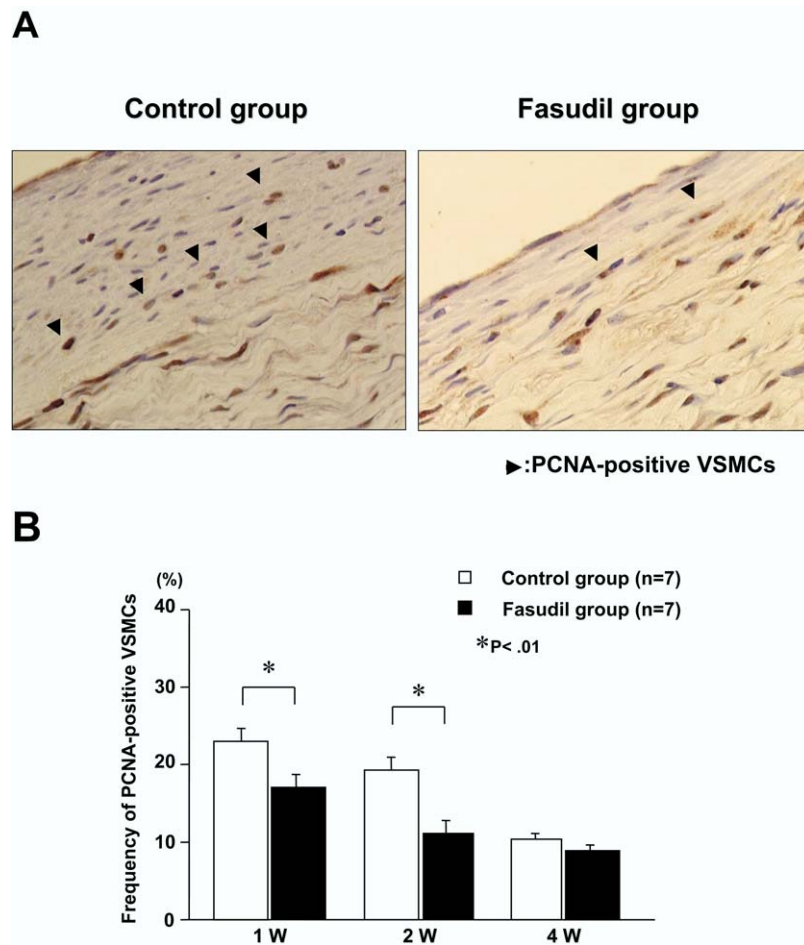 A
Control group
Fasudil group
▶:PCNA-positive VSMCs
B
(%)
Control group (n=7)
Fasudil group (n=7)
*P< .01
Frequency of PCNA-positive VSMCs
40
30
20
10
0
*
*
1 W
2 W
4 W